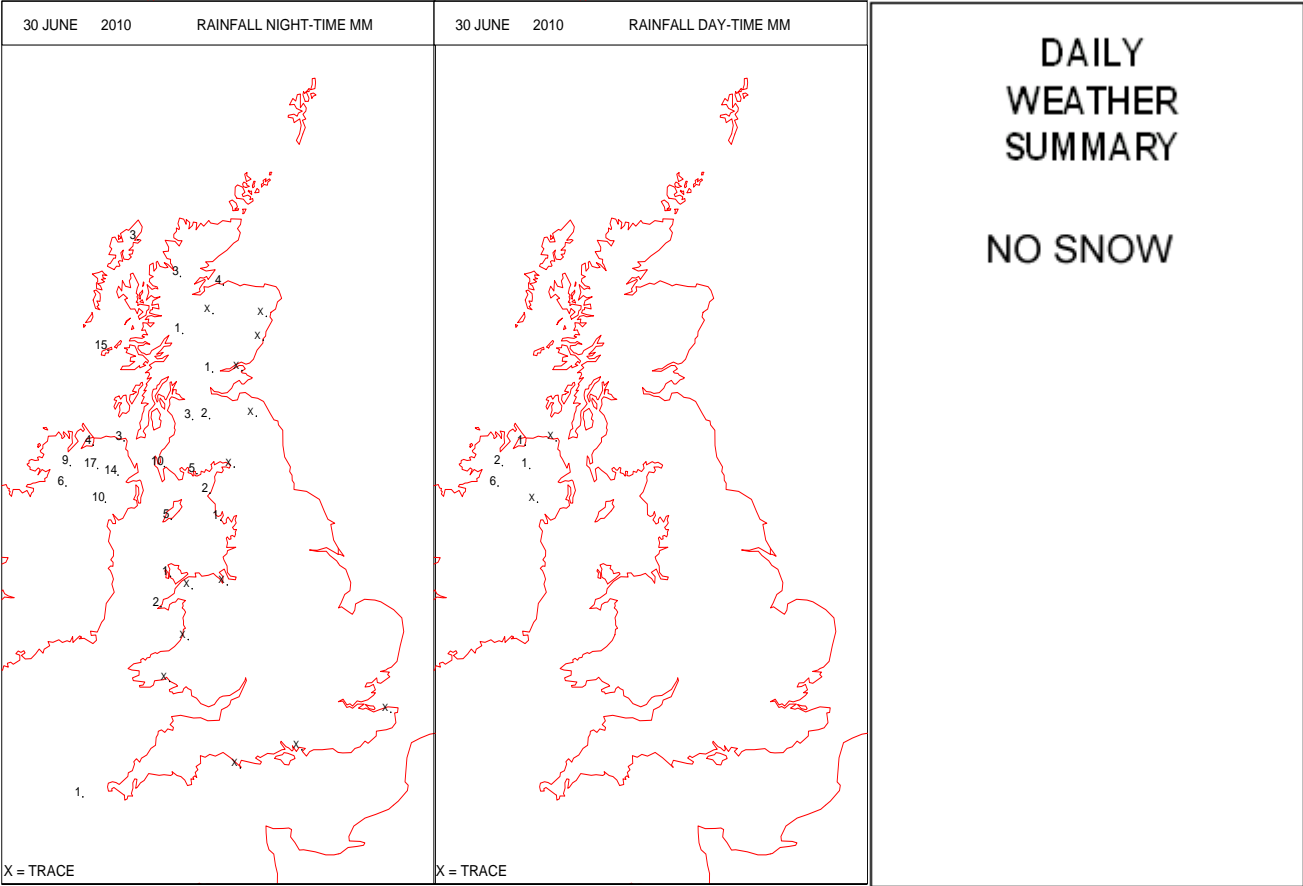 30 JUNE 2010 RAINFALL NIGHT-TIME MM
3.
3.
4.
X.
X.
1.
X.
15.
1.
X.
3.
2.
X.
4.
3.
9.
17.
14.
10.
5.
X.
6.
10.
2.
5.
1.
1.
X.
X.
2.
X.
X.
X.
X.
X.
1.
X = TRACE
30 JUNE 2010 RAINFALL DAY-TIME MM
1.
X.
2.
1.
6.
X.
X = TRACE
DAILY
WEATHER
SUMMARY
NO SNOW